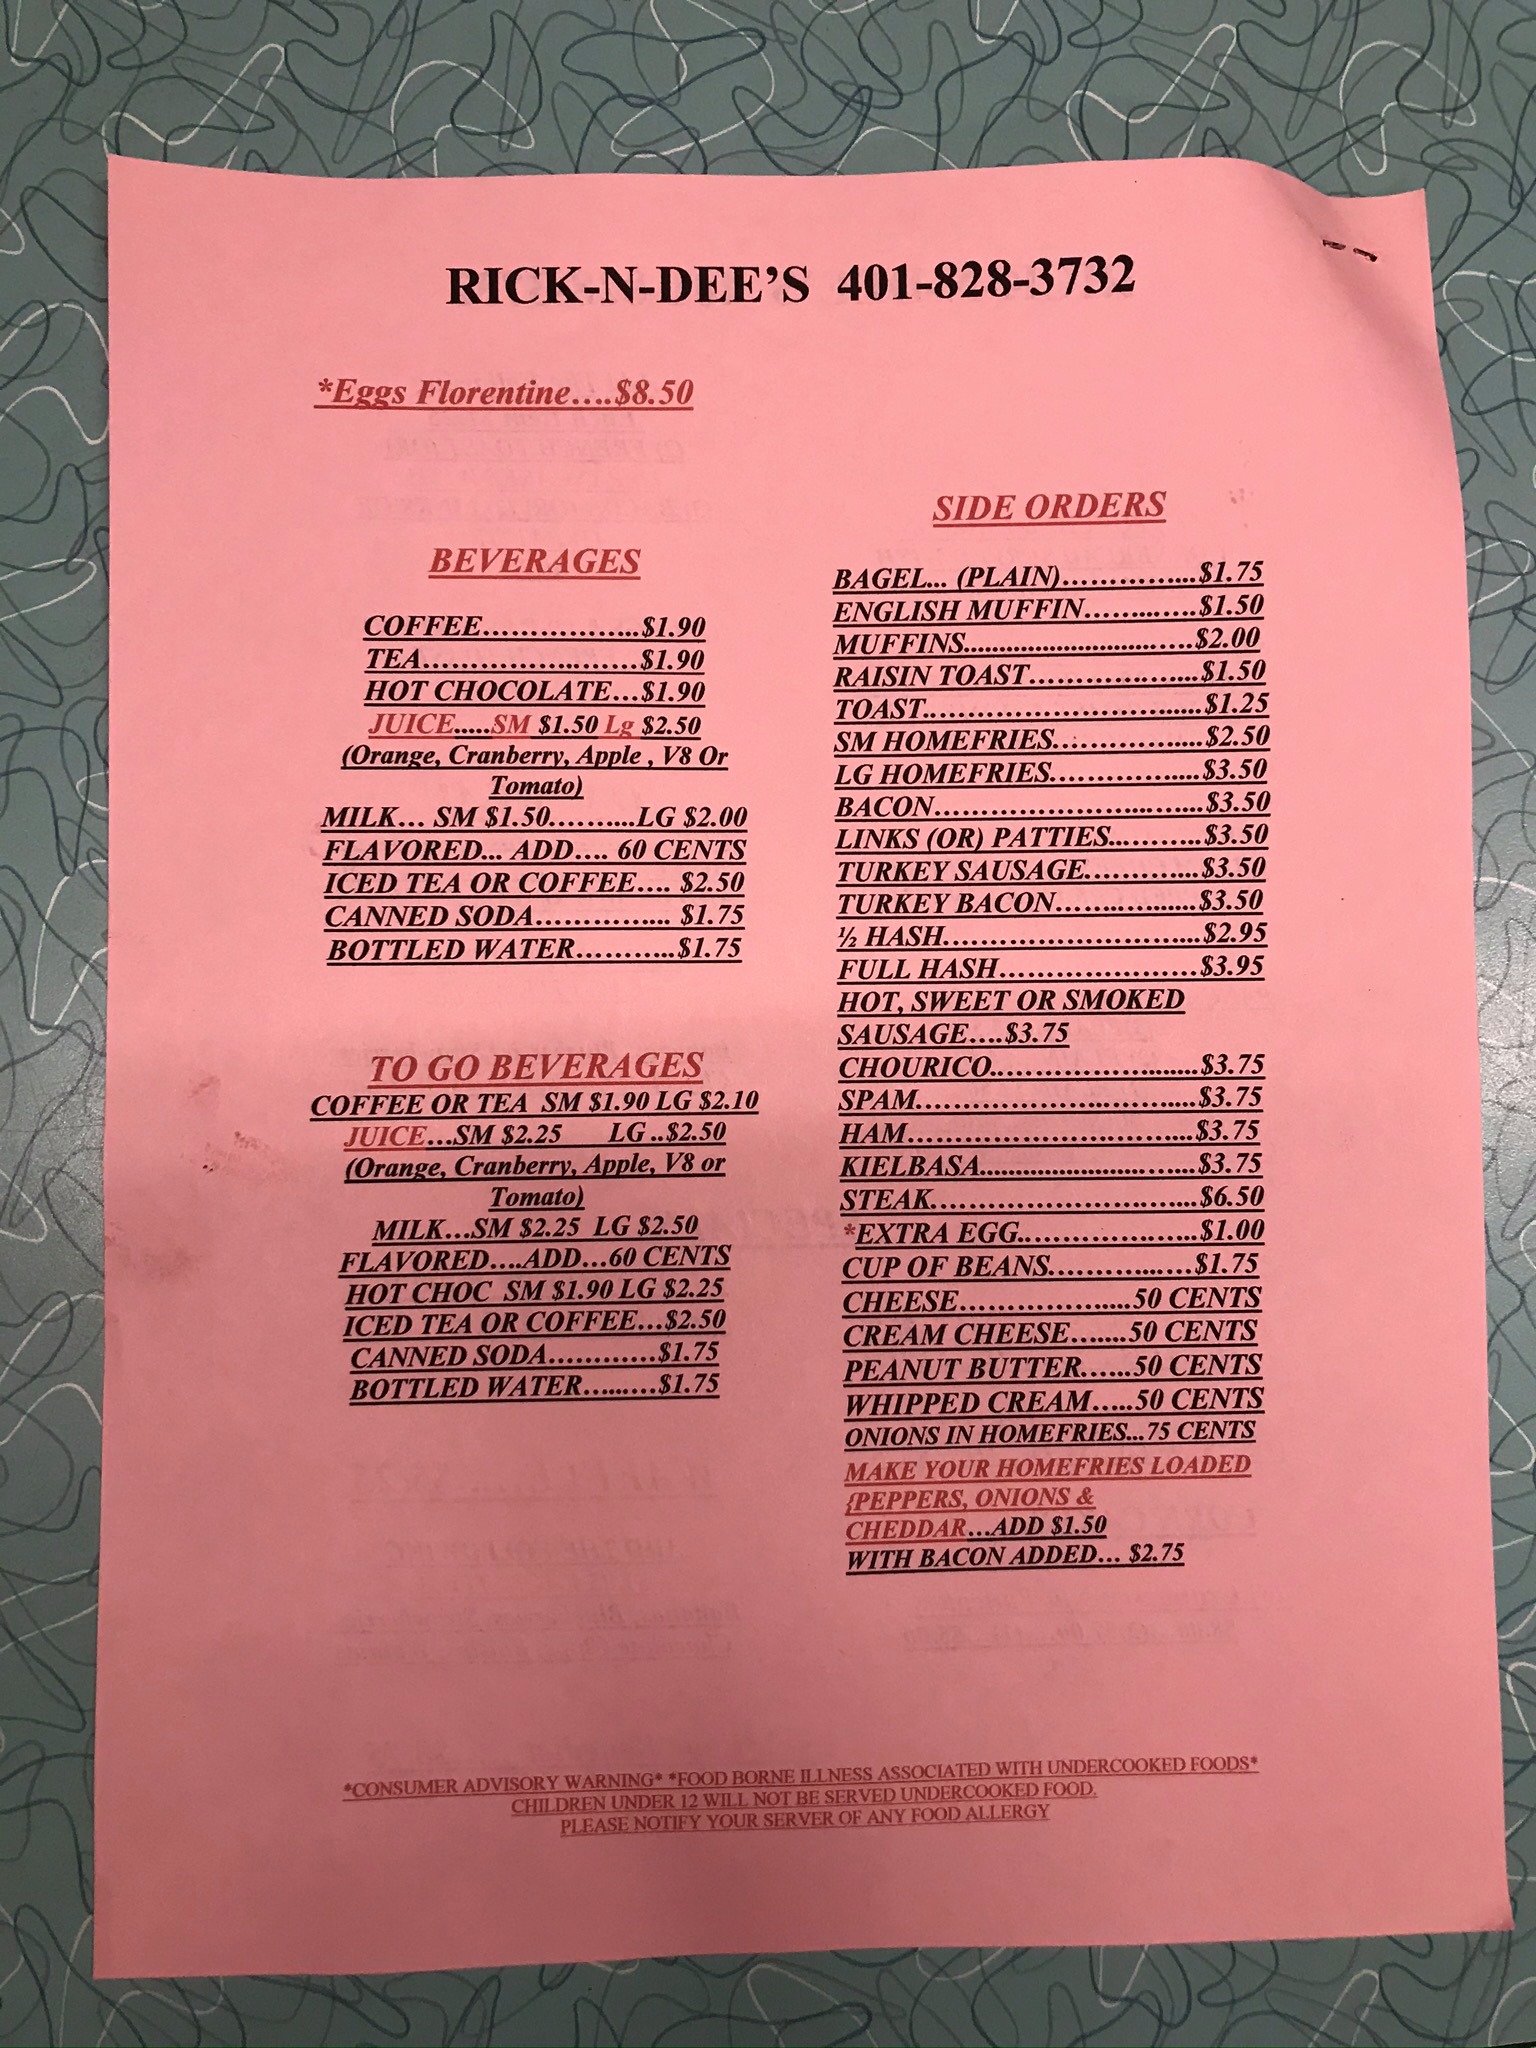 RICK-N-DEE'S 401-828-3732
*Eggs Florentine....$8.50
BEVERAGES
COFFEE.................$1.90
TEA.........................$1.90
HOT CHOCOLATE...$1.90
JUICE.....SM $1.50 Lg $2.50
(Orange, Cranberry, Apple , V8 Or
Tomato)
MILK... SM $1.50..........LG $2.00
FLAVORED... ADD.... 60 CENTS
ICED TEA OR COFFEE.... $2.50
CANNED SODA............... $1.75
BOTTLED WATER...........$1.75
TO GO BEVERAGES
COFFEE OR TEA SM $1.90 LG $2.10
JUICE...SM $2.25 LG ..$2.50
(Orange, Cranberry, Apple, V8 or
Tomato)
MILK...SM $2.25 LG $2.50
FLAVORED....ADD...60 CENTS
HOT CHOC SM $1.90 LG $2.25
ICED TEA OR COFFEE...$2.50
CANNED SODA............$1.75
BOTTLED WATER.........$1.75
SIDE ORDERS
BAGEL... (PLAIN)................$1.75
ENGLISH MUFFIN.............$1.50
MUFFINS.................................$2.00
RAISIN TOAST.....................$1.50
TOAST...................................$1.25
SM HOMEFRIES...................$2.50
LG HOMEFRIES....................$3.50
BACON..................................$3.50
LINKS (OR) PATTIES............$3.50
TURKEY SAUSAGE..............$3.50
TURKEY BACON..................$3.50
½ HASH.................................$2.95
FULL HASH.........................$3.95
HOT, SWEET OR SMOKED
SAUSAGE....$3.75
CHOURICO..........................$3.75
SPAM...................................$3.75
HAM....................................$3.75
KIELBASA...............................$3.75
STEAK.................................$6.50
*EXTRA EGG.......................$1.00
CUP OF BEANS..................$1.75
CHEESE......................50 CENTS
CREAM CHEESE.......50 CENTS
PEANUT BUTTER......50 CENTS
WHIPPED CREAM.....50 CENTS
ONIONS IN HOMEFRIES...75 CENTS
MAKE YOUR HOMEFRIES LOADED
{PEPPERS, ONIONS &
CHEDDAR...ADD $1.50
WITH BACON ADDED... $2.75
*CONSUMER ADVISORY WARNING* *FOOD BORNE ILLNESS ASSOCIATED WITH UNDERCOOKED FOODS*
CHILDREN UNDER 12 WILL NOT BE SERVED UNDERCOOKED FOOD.
PLEASE NOTIFY YOUR SERVER OF ANY FOOD ALLERGY